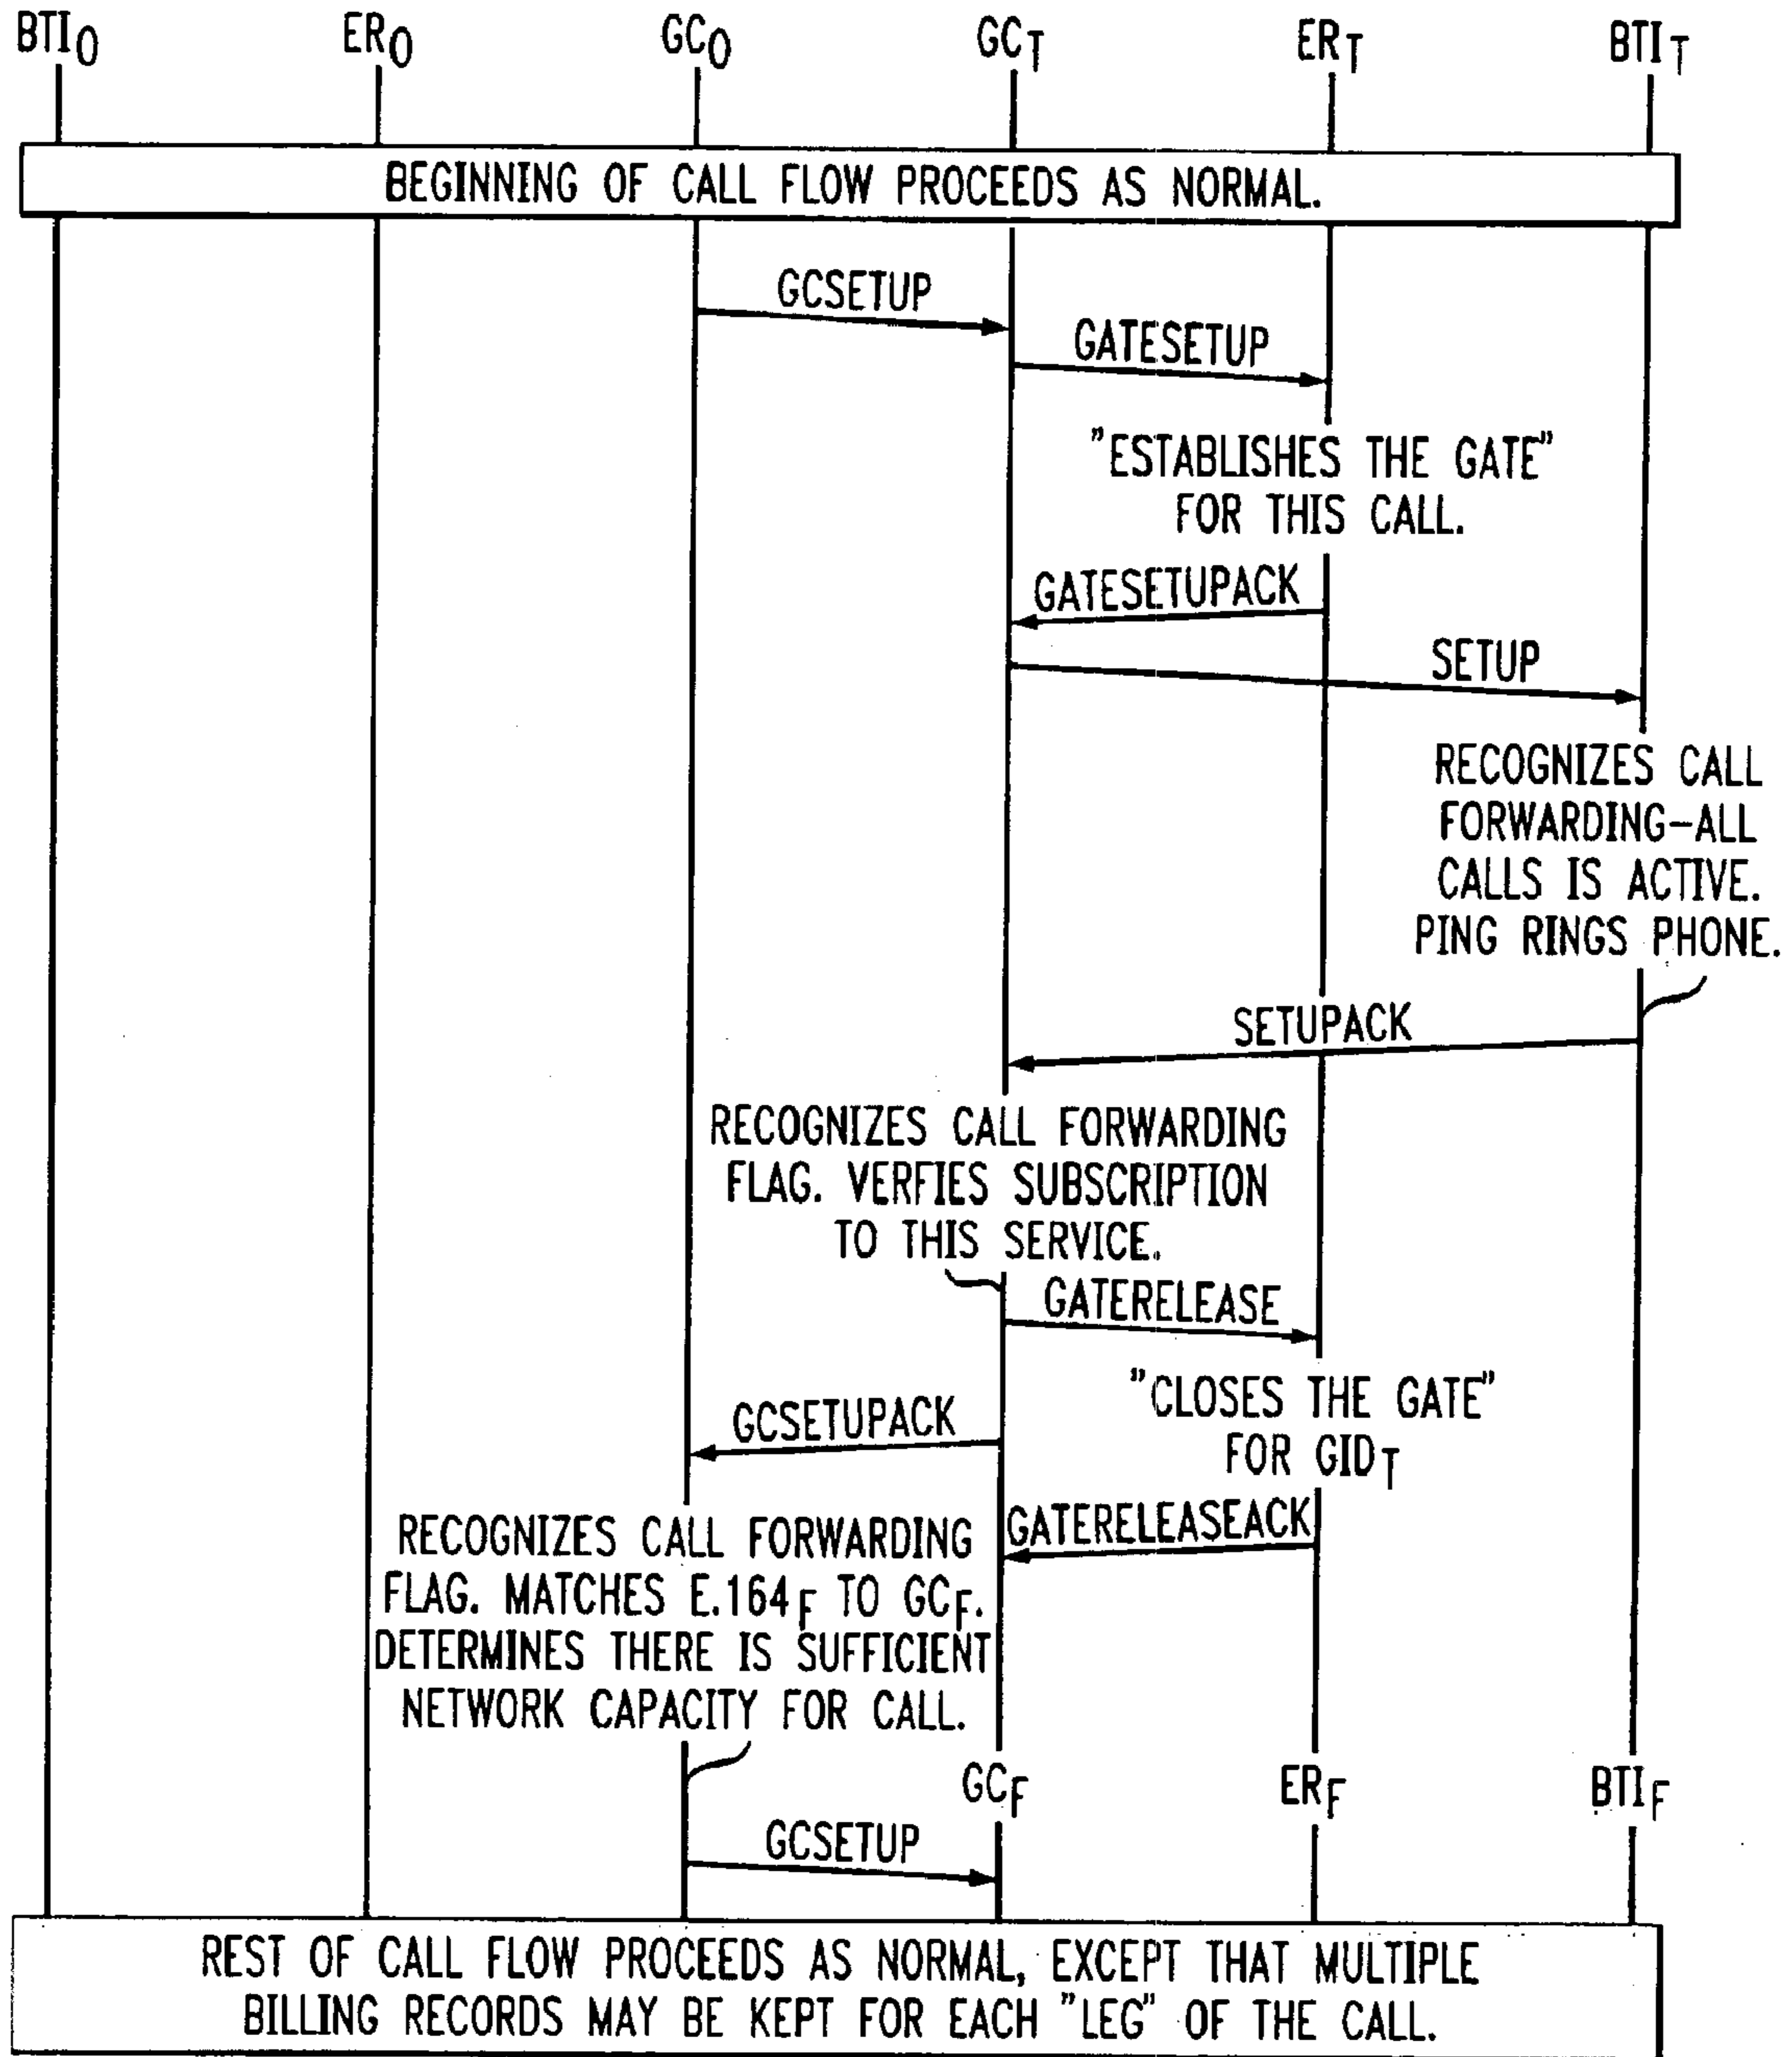 BTIO ERO GCO GCT ERT BTIT
BEGINNING OF CALL FLOW PROCEEDS AS NORMAL.
GCSETUP
GATESETUP
"ESTABLISHES THE GATE"
FOR THIS CALL.
GATESETUPACK
SETUP
RECOGNIZES CALL
FORWARDING-ALL
CALLS IS ACTIVE.
PING RINGS PHONE.
SETUPACK
RECOGNIZES CALL FORWARDING
FLAG. VERFIES SUBSCRIPTION
TO THIS SERVICE.
GATERELEASE
"CLOSES THE GATE"
FOR GIDT
GCSETUPACK
GATERELEASEACK
RECOGNIZES CALL FORWARDING
FLAG. MATCHES E.164F TO GCF.
DETERMINES THERE IS SUFFICIENT
NETWORK CAPACITY FOR CALL.
GCF ERF BTIF
GCSETUP
REST OF CALL FLOW PROCEEDS AS NORMAL, EXCEPT THAT MULTIPLE
BILLING RECORDS MAY BE KEPT FOR EACH "LEG" OF THE CALL.